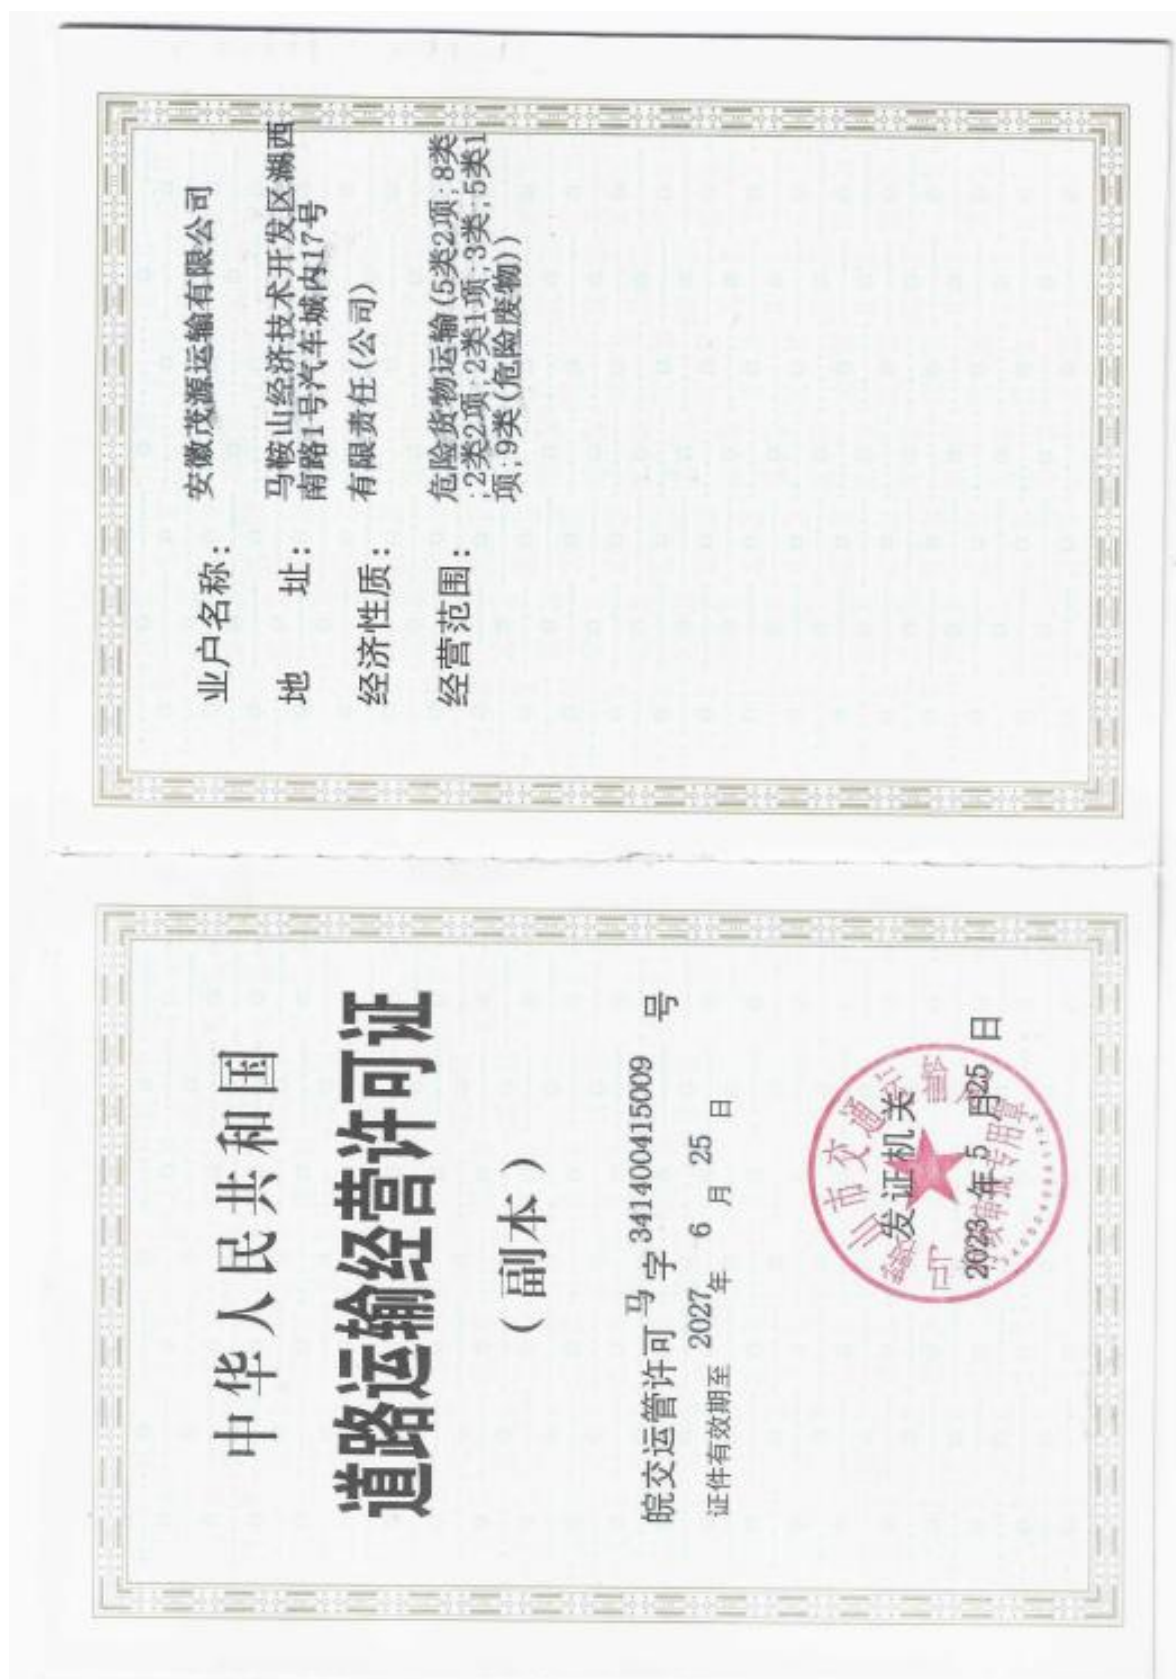 中华人民共和国
道路运输经营许可证
(副本)
皖交运管许可马字341400415009号
证件有效期至2027年6月25日
发证机关
2023年5月25日
业户名称：安徽茂源运输有限公司
地 址：马鞍山经济技术开发区湖西
南路1号汽车城内17号
经济性质：有限责任(公司)
经营范围：危险货物运输(5类2项;8类
;2类2项;2类1项;3类;5类1
项;9类(危险废物))